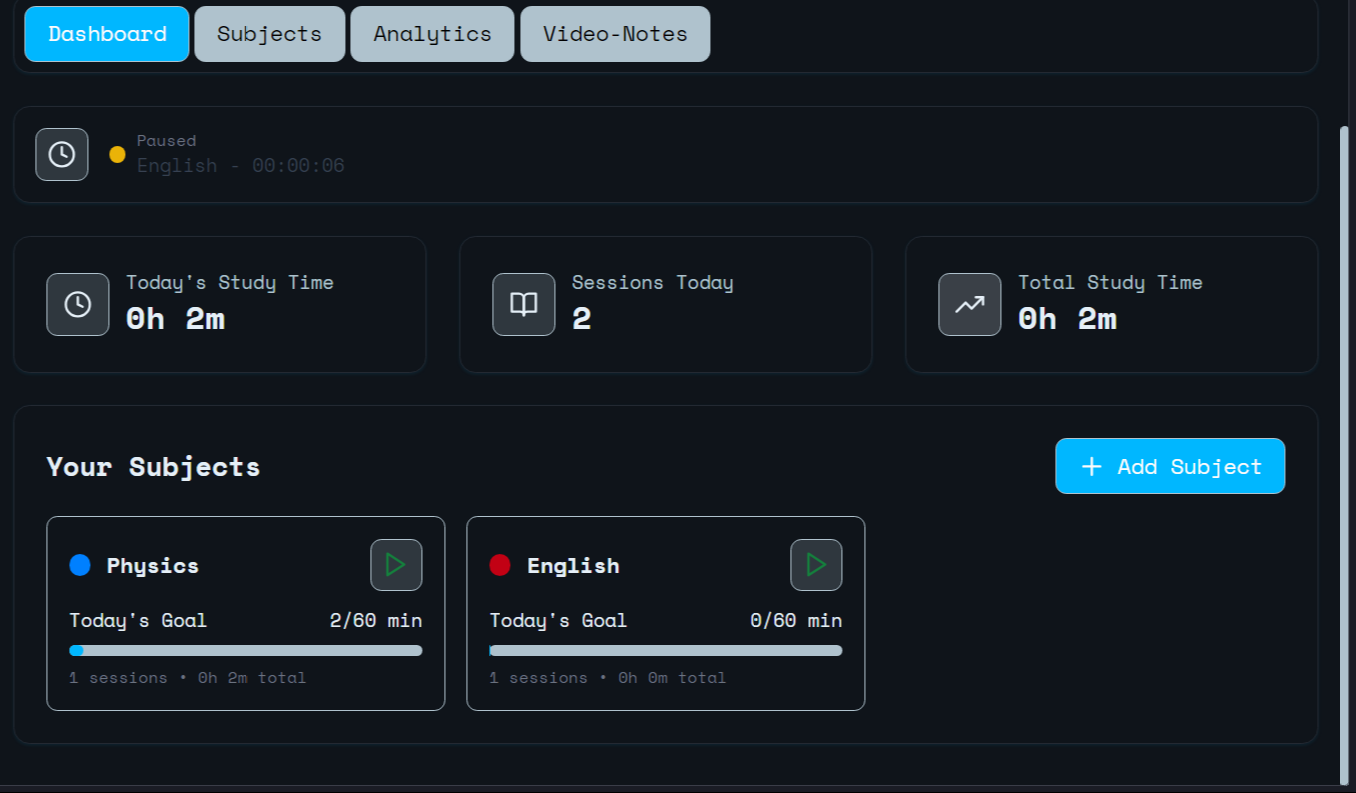 Dashboard Subjects Analytics Video-Notes
Paused
English - 00:00:06
Today's Study Time
0h 2m
Sessions Today
2
Total Study Time
0h 2m
Your Subjects
+ Add Subject
Physics
Today's Goal 2/60 min
1 sessions • 0h 2m total
English
Today's Goal 0/60 min
1 sessions • 0h 0m total